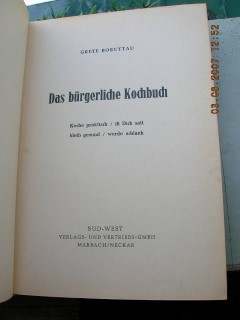 GRETE BORUTTAU
Das bürgerliche Kochbuch
Koche praktisch / iß Dich satt
bleib gesund / werde schlank
SÜD-WEST
VERLAGS- UND VERTRIEBS-GMBH
MARBACH/NECKAR
03/08/2007 12:52